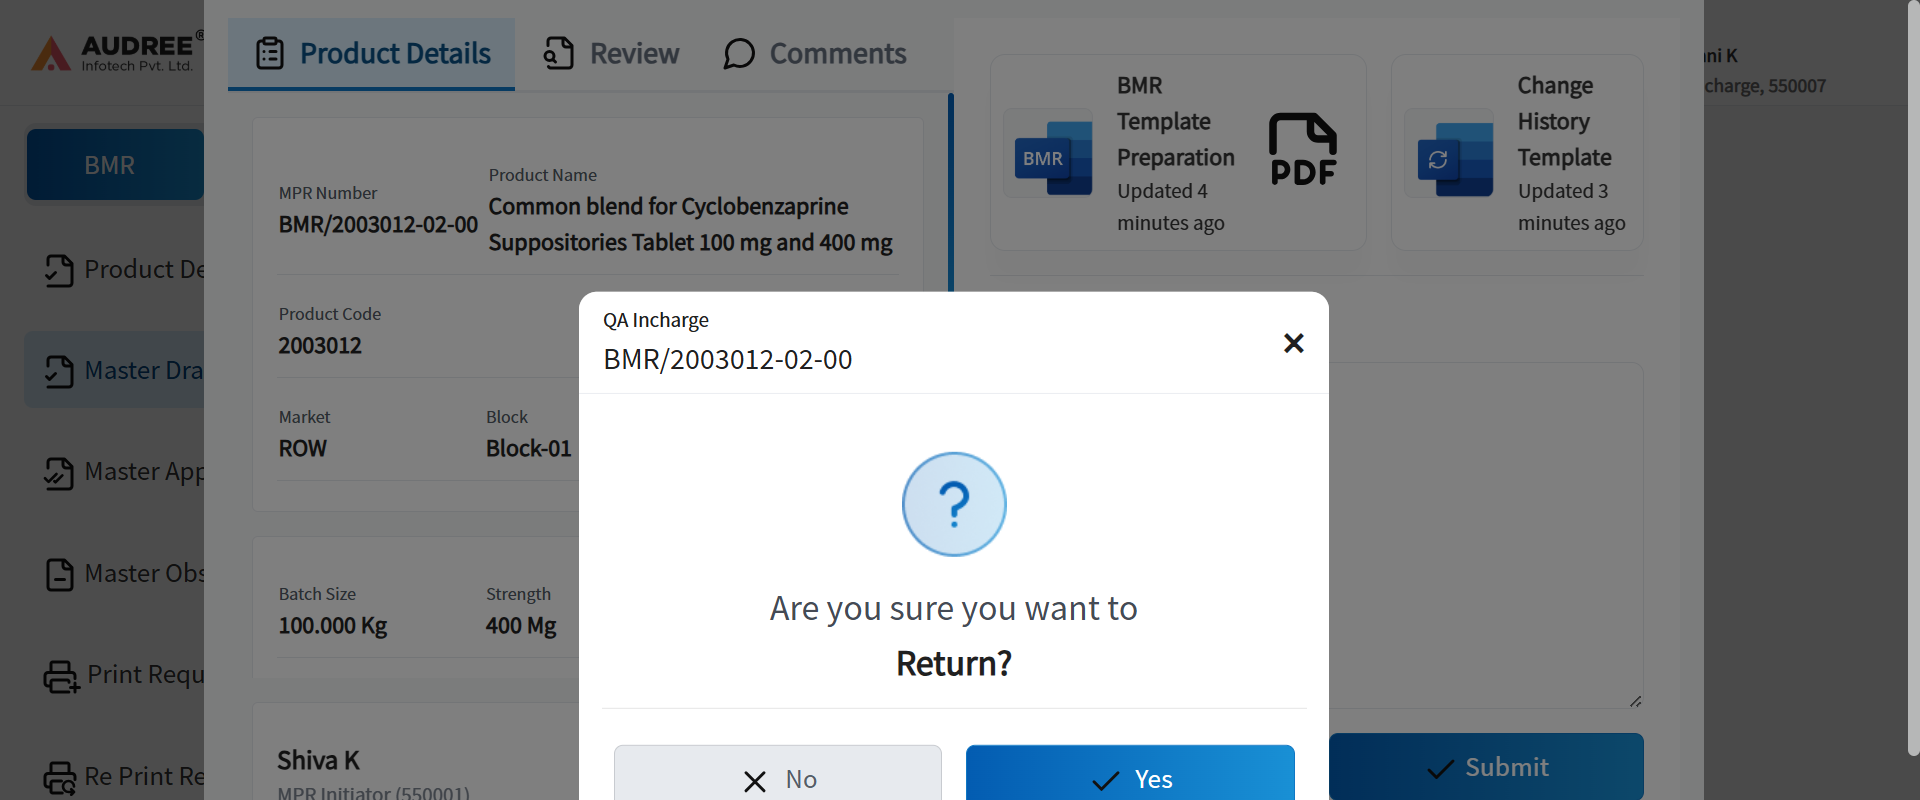 AUDREE®
Infotech Pvt. Ltd.
BMR
Product De
Master Dra
Master App
Master Obs
Print Requ
Re Print Re
Product Details
Review
Comments
MPR Number
BMR/2003012-02-00
Product Name
Common blend for Cyclobenzaprine
Suppositories Tablet 100 mg and 400 mg
Product Code
2003012
Market
ROW
Block
Block-01
Batch Size
100.000 Kg
Strength
400 Mg
Shiva K
MPR Initiator (550001)
BMR
BMR
Template
Preparation
Updated 4
minutes ago
PDF
Change
History
Template
Updated 3
minutes ago
ani K
charge, 550007
QA Incharge
BMR/2003012-02-00
Are you sure you want to
Return?
No
Yes
Submit